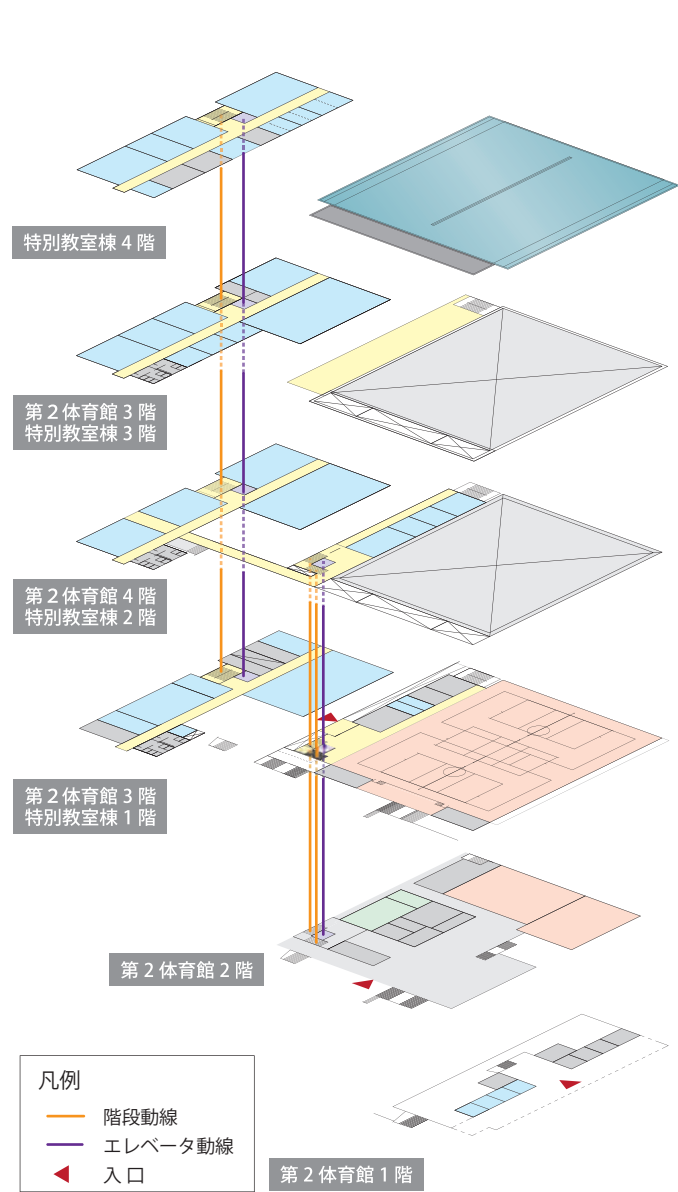 特別教室棟 4 階
第 2 体育館 3 階
特別教室棟 3 階
第 2 体育館 4 階
特別教室棟 2 階
第 2 体育館 3 階
特別教室棟 1 階
第 2 体育館 2 階
凡例
階段動線
エレベータ動線
入口
第 2 体育館 1 階